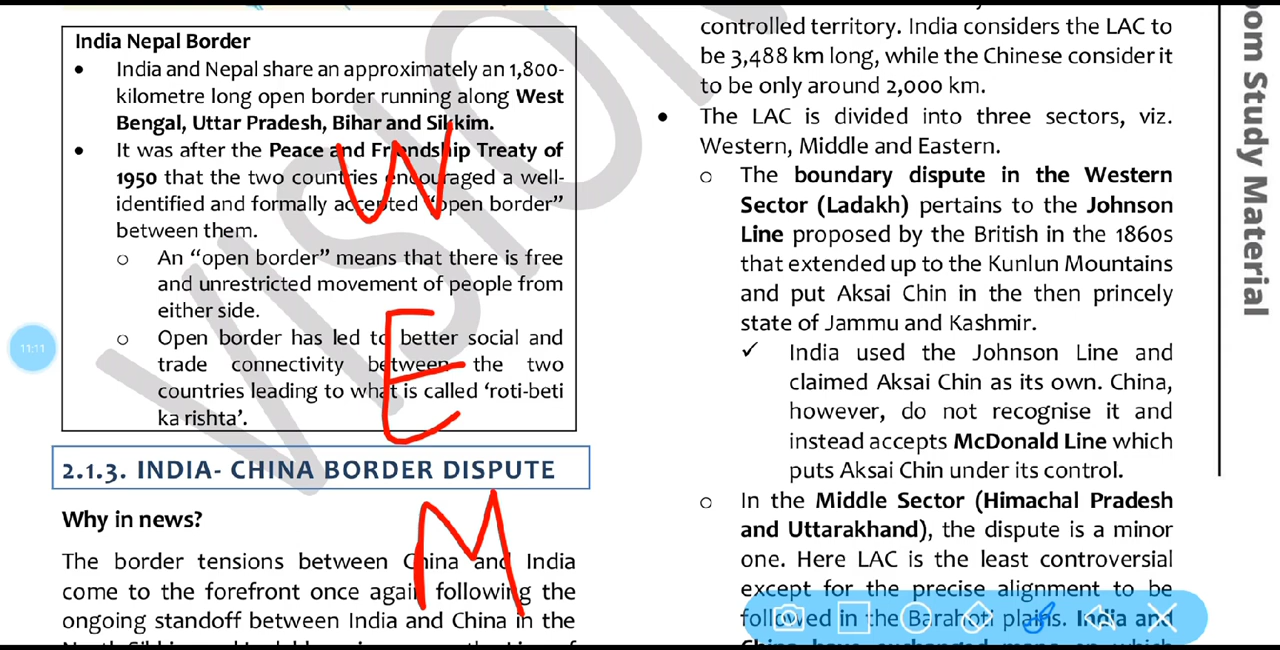 India Nepal Border
• India and Nepal share an approximately an 1,800-
kilometre long open border running along West
Bengal, Uttar Pradesh, Bihar and Sikkim.
• It was after the Peace and Friendship Treaty of
1950 that the two countries encouraged a well-
identified and formally accepted “open border”
between them.
o An “open border” means that there is free
and unrestricted movement of people from
either side.
o Open border has led to better social and
trade connectivity between the two
countries leading to what is called ‘roti-beti
ka rishta’.
2.1.3. INDIA- CHINA BORDER DISPUTE
Why in news?
The border tensions between China and India
come to the forefront once again following the
ongoing standoff between India and China in the
W
E
M
11:11
controlled territory. India considers the LAC to
be 3,488 km long, while the Chinese consider it
to be only around 2,000 km.
• The LAC is divided into three sectors, viz.
Western, Middle and Eastern.
o The boundary dispute in the Western
Sector (Ladakh) pertains to the Johnson
Line proposed by the British in the 1860s
that extended up to the Kunlun Mountains
and put Aksai Chin in the then princely
state of Jammu and Kashmir.
✓ India used the Johnson Line and
claimed Aksai Chin as its own. China,
however, do not recognise it and
instead accepts McDonald Line which
puts Aksai Chin under its control.
o In the Middle Sector (Himachal Pradesh
and Uttarakhand), the dispute is a minor
one. Here LAC is the least controversial
except for the precise alignment to be
followed in the Barahoti plains. India and
oom Study Material
VISION